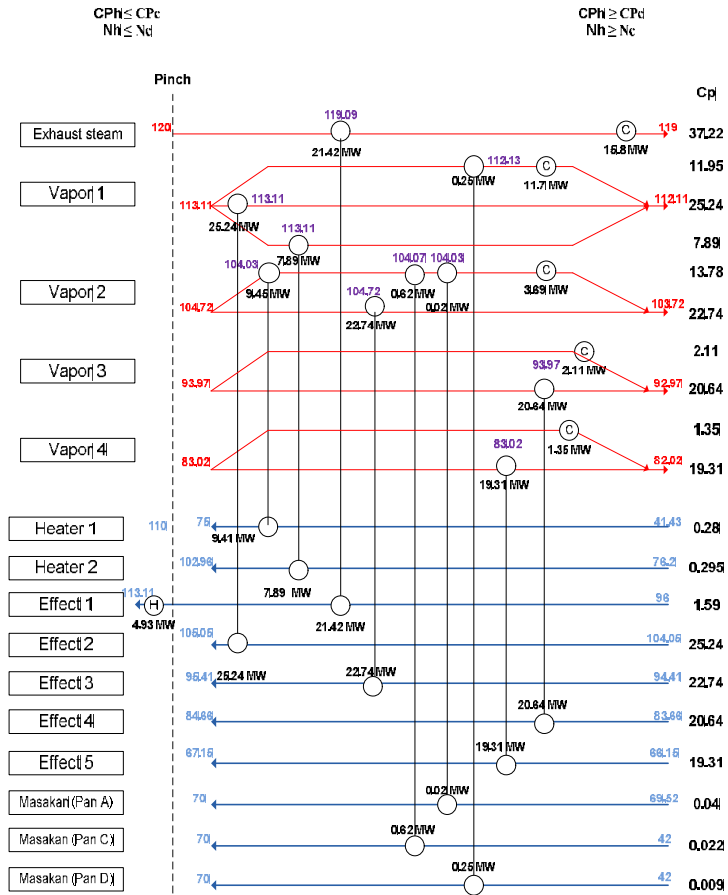 CPh ≤ CPc
Nh ≤ Nc
CPh ≥ CPc
Nh ≥ Nc
Pinch
Cp
Exhaust steam
120
119.09
21.42 MW
C
15.8 MW
119
37.22
Vapor 1
113.11
113.11
25.24 MW
113.11
7.89 MW
0.25 MW
112.13
C
11.7 MW
112.11
11.95
25.24
7.89
Vapor 2
104.72
104.03
9.45 MW
104.72
22.74 MW
104.07
0.62 MW
104.03
0.02 MW
C
3.69 MW
103.72
13.78
22.74
Vapor 3
93.97
C
2.11 MW
93.97
20.64 MW
92.97
2.11
20.64
Vapor 4
83.02
C
1.35 MW
83.02
19.31 MW
82.02
1.35
19.31
Heater 1
110
75
9.41 MW
41.43
0.28
Heater 2
102.96
7.89 MW
76.2
0.295
Effect 1
113.11
H
4.93 MW
21.42 MW
96
1.59
Effect 2
105.05
25.24 MW
104.05
25.24
Effect 3
95.41
22.74 MW
94.41
22.74
Effect 4
84.66
20.64 MW
83.66
20.64
Effect 5
67.15
19.31 MW
66.15
19.31
Masakan (Pan A)
70
0.02 MW
69.52
0.04
Masakan (Pan C)
70
0.62 MW
42
0.022
Masakan (Pan D)
70
0.25 MW
42
0.009